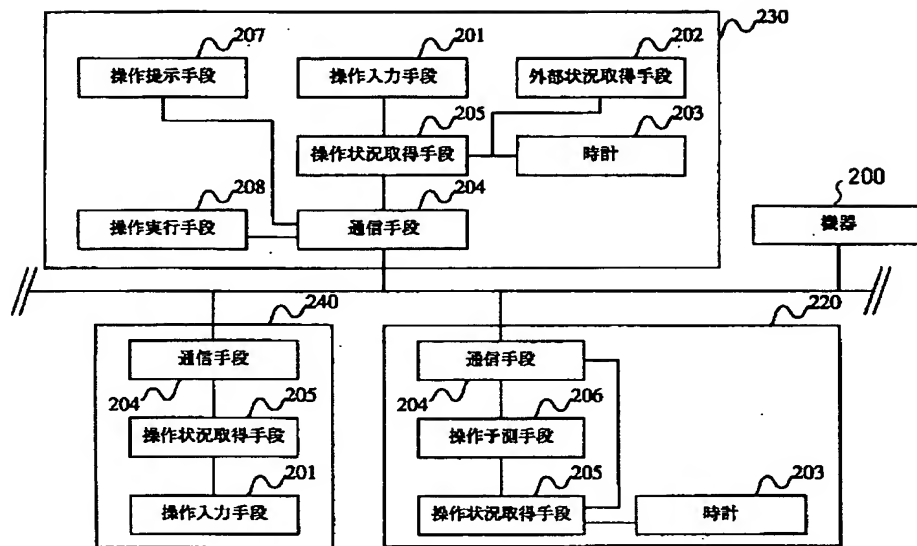 207
201
202
230
操作提示手段
操作入力手段
外部状況取得手段
205
203
操作状況取得手段
時計
208
204
200
操作実行手段
通信手段
機器
240
220
通信手段
通信手段
204
205
204
206
操作状況取得手段
操作予測手段
201
205
203
操作入力手段
操作状況取得手段
時計